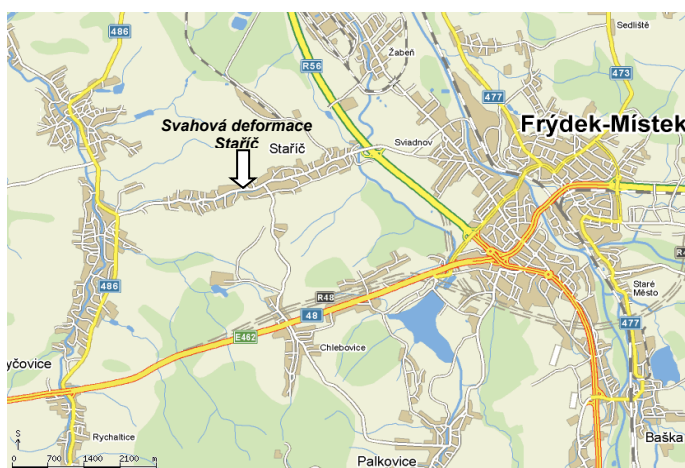 486
R56
Žabeň
Sedliště
473
477
Svahová deformace
Staříč
Staříč
Sviadnov
Frýdek-Místek
486
R48
48
E462
Chlebovice
Staré
Město
477
yčovice
Rychaltice
Palkovice
Baška
S
0 700 1400 2100 m